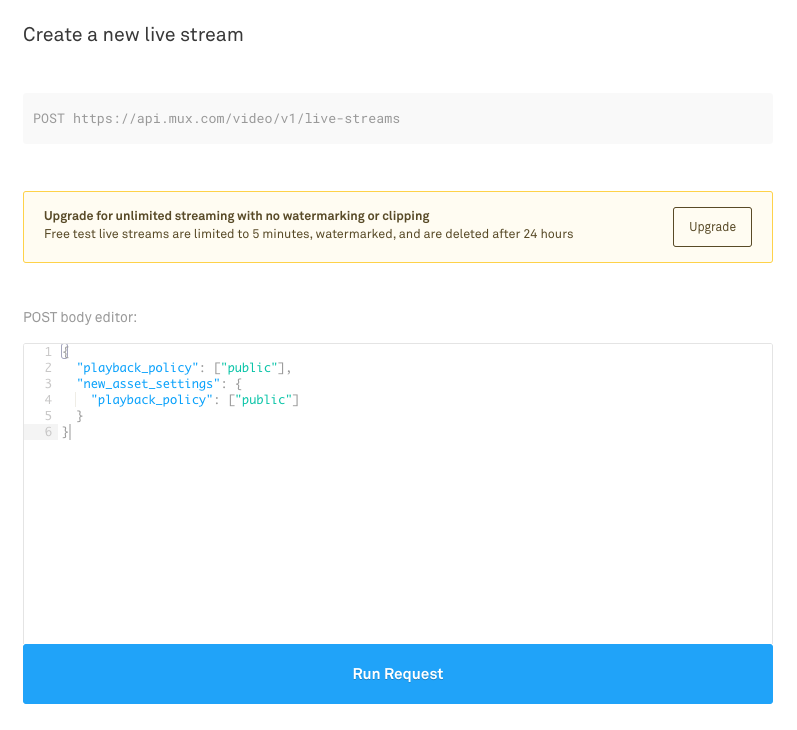 Create a new live stream
POST https://api.mux.com/video/v1/live-streams
Upgrade for unlimited streaming with no watermarking or clipping
Free test live streams are limited to 5 minutes, watermarked, and are deleted after 24 hours
Upgrade
POST body editor:
1 {
2   "playback_policy": ["public"],
3   "new_asset_settings": {
4     "playback_policy": ["public"]
5   }
6 }
Run Request